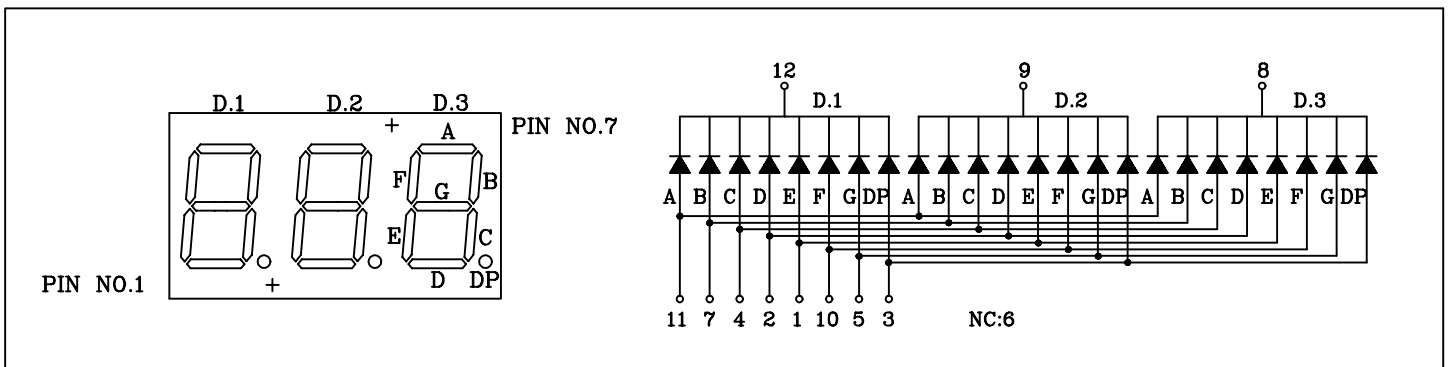 D.1 D.2 D.3
+ PIN NO.7
A
F B
G
E C
D DP
PIN NO.1 +
12 9 8
D.1 D.2 D.3
A B C D E F G DP A B C D E F G DP A B C D E F G DP
11 7 4 2 1 10 5 3 NC:6